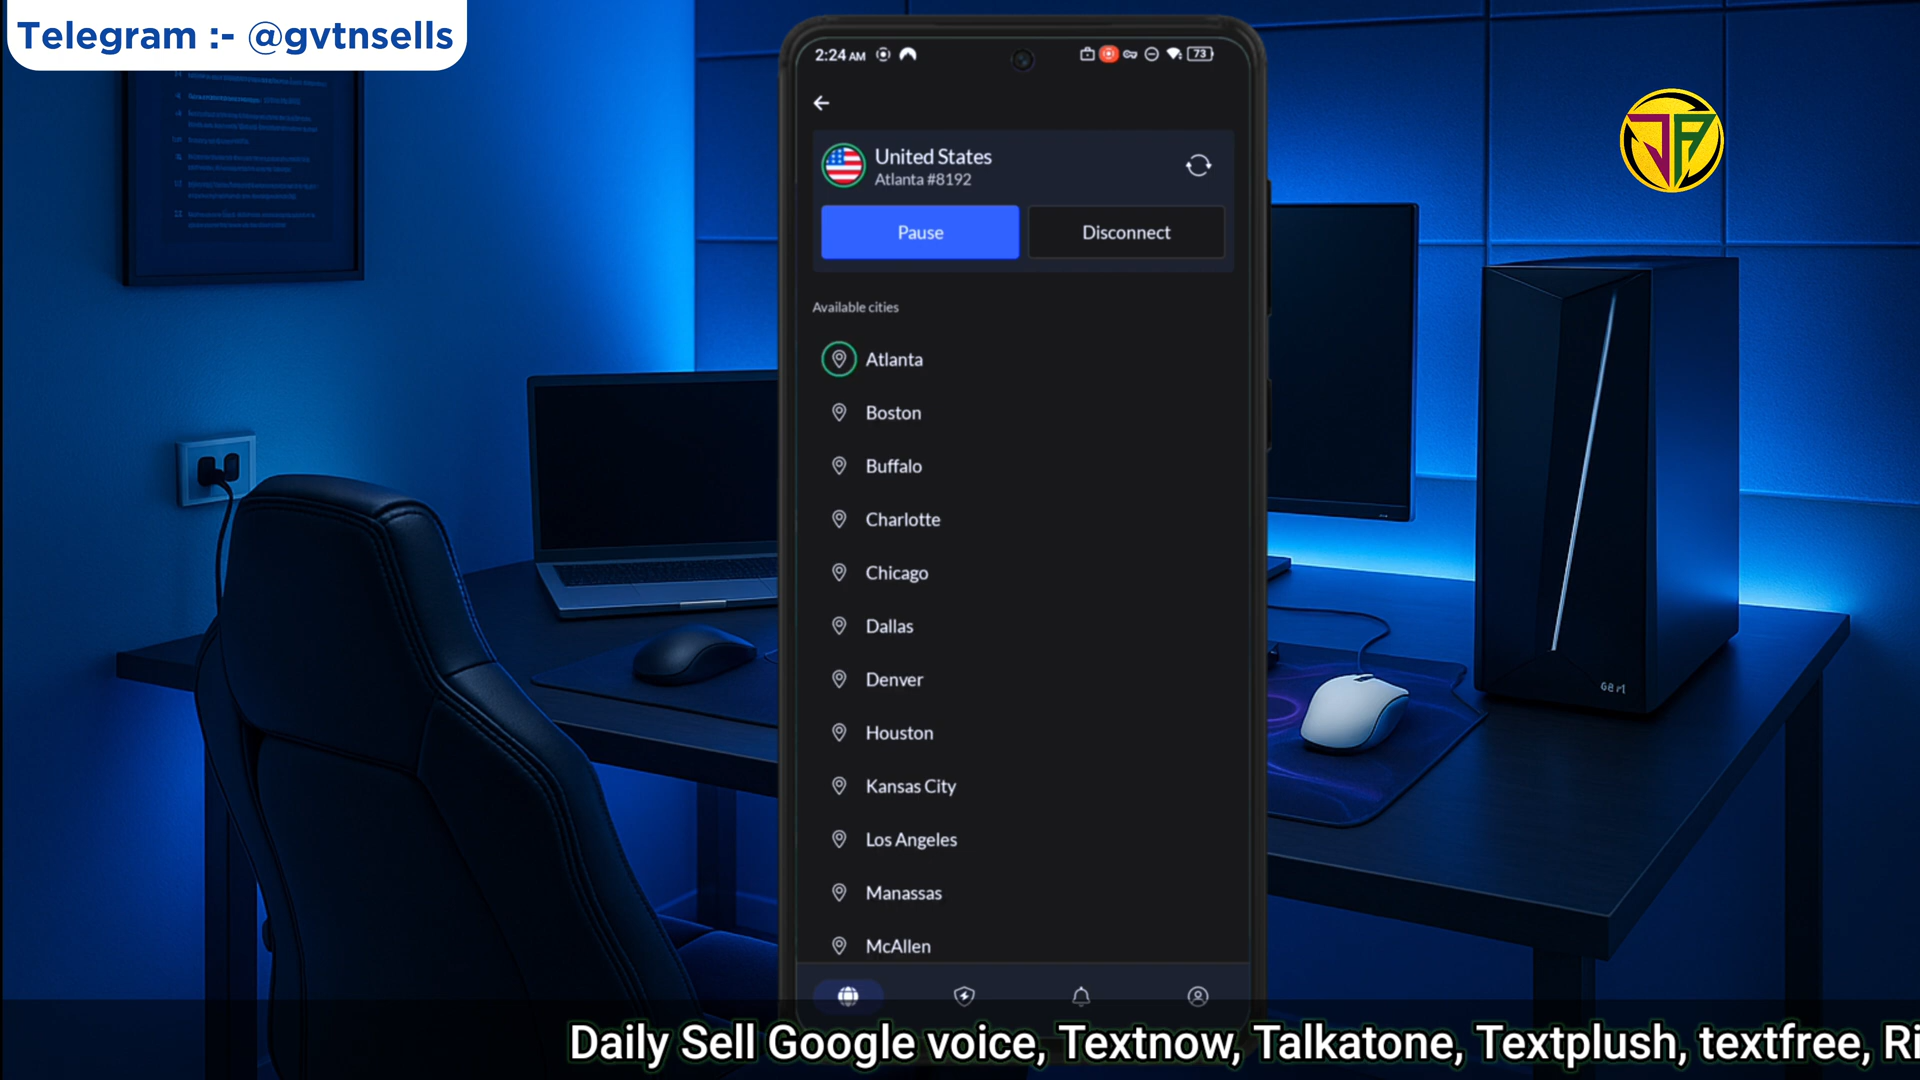 Telegram :- @gvtnsells
2:24 AM
73
United States
Atlanta #8192
Pause
Disconnect
Available cities
Atlanta
Boston
Buffalo
Charlotte
Chicago
Dallas
Denver
Houston
Kansas City
Los Angeles
Manassas
McAllen
Daily Sell Google voice, Textnow, Talkatone, Textplush, textfree, Ri